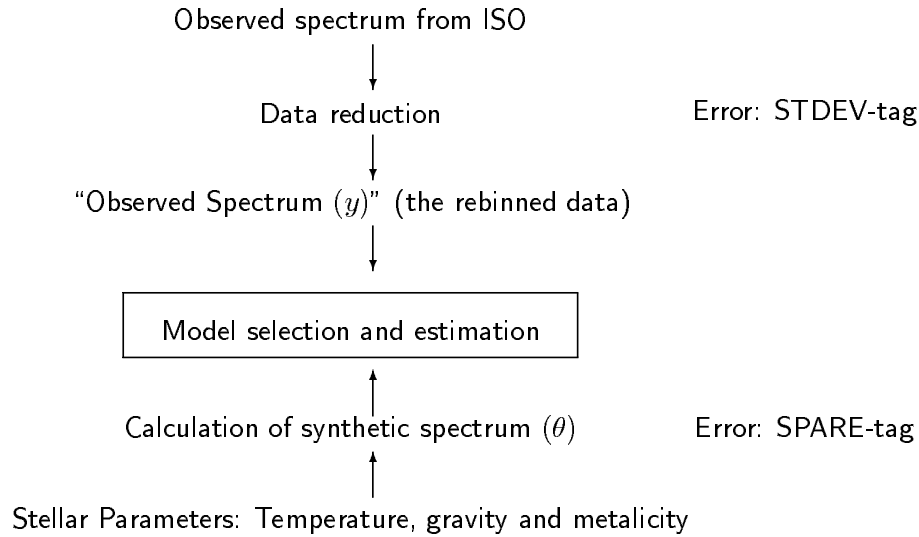 Observed spectrum from ISO
Data reduction
Error: STDEV-tag
“Observed Spectrum (y)” (the rebinned data)
Model selection and estimation
Calculation of synthetic spectrum (θ)
Error: SPARE-tag
Stellar Parameters: Temperature, gravity and metalicity